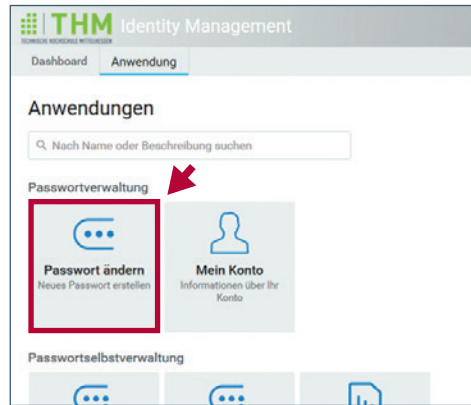 THM Identity Management
TECHNISCHE HOCHSCHULE MITTELHESSEN
Dashboard Anwendung
Anwendungen
Nach Name oder Beschreibung suchen
Passwortverwaltung
Passwort ändern
Neues Passwort erstellen
Mein Konto
Informationen über Ihr
Konto
Passwortselbstverwaltung